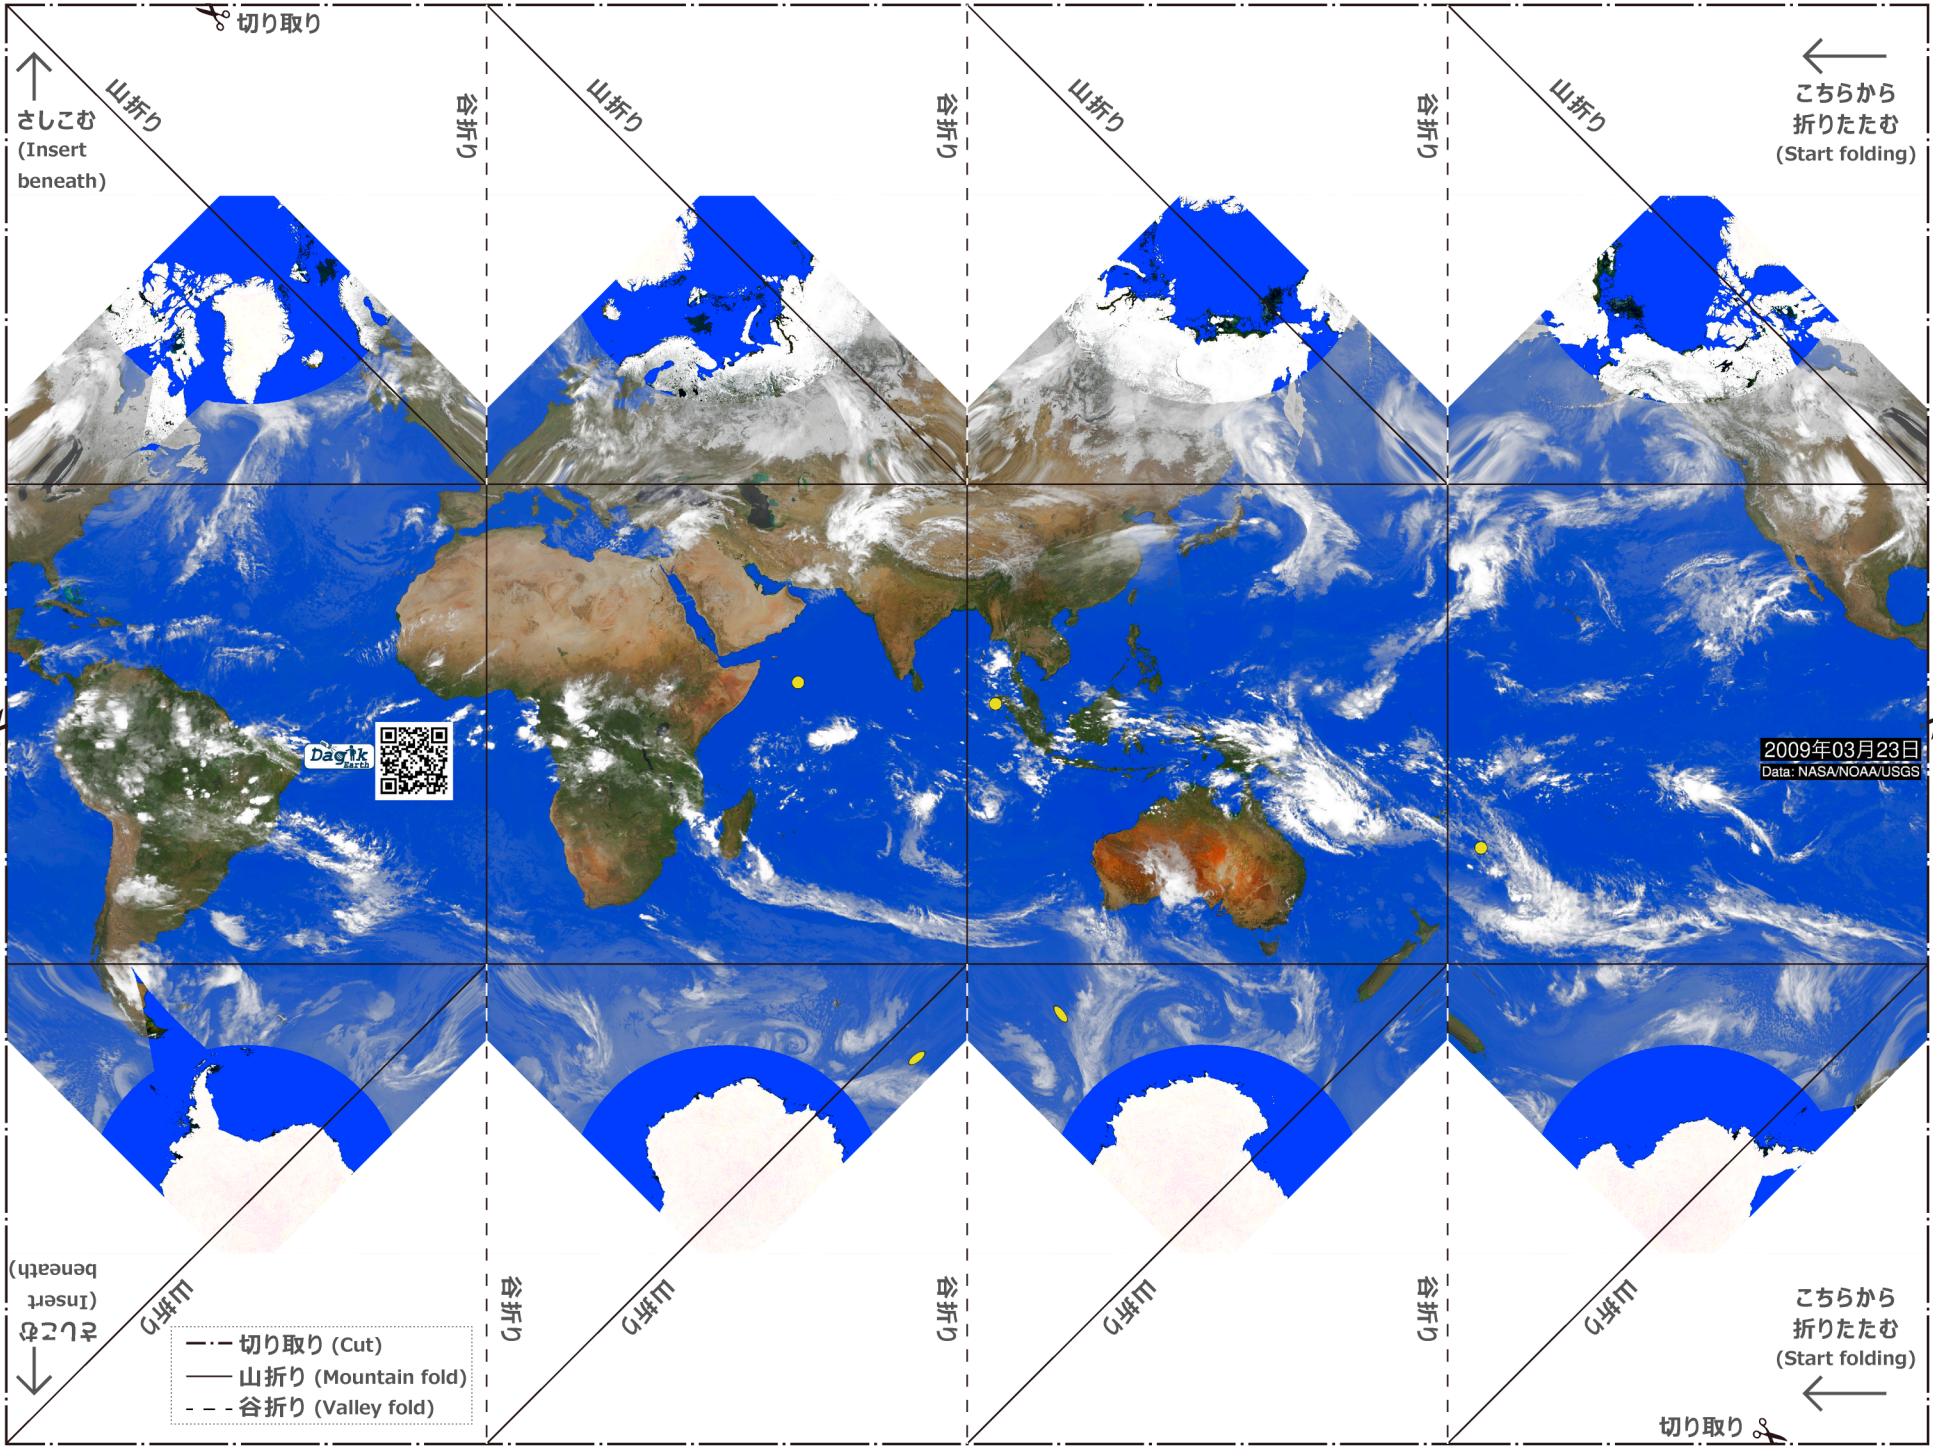 切り取り
山折り
谷折り
山折り
谷折り
山折り
谷折り
山折り
さしこむ
(Insert
beneath)
こちらから
折りたたむ
(Start folding)
Dagik
Earth
2009年03月23日
Data: NASA/NOAA/USGS
さしこむ
(Insert
beneath)
山折り
谷折り
山折り
谷折り
山折り
谷折り
山折り
切り取り (Cut)
山折り (Mountain fold)
谷折り (Valley fold)
こちらから
折りたたむ
(Start folding)
切り取り